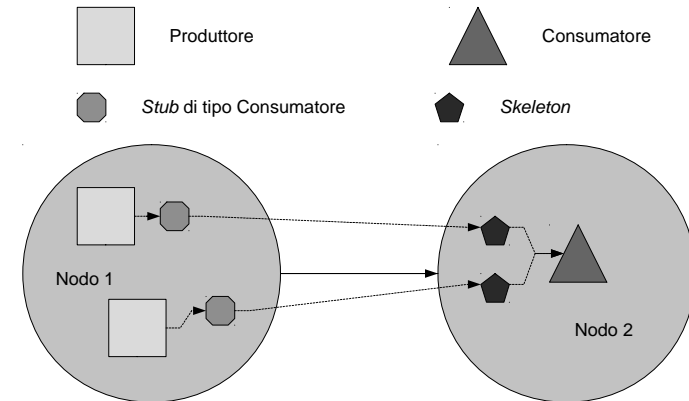 Produttore
Consumatore
Stub di tipo Consumatore
Skeleton
Nodo 1
Nodo 2